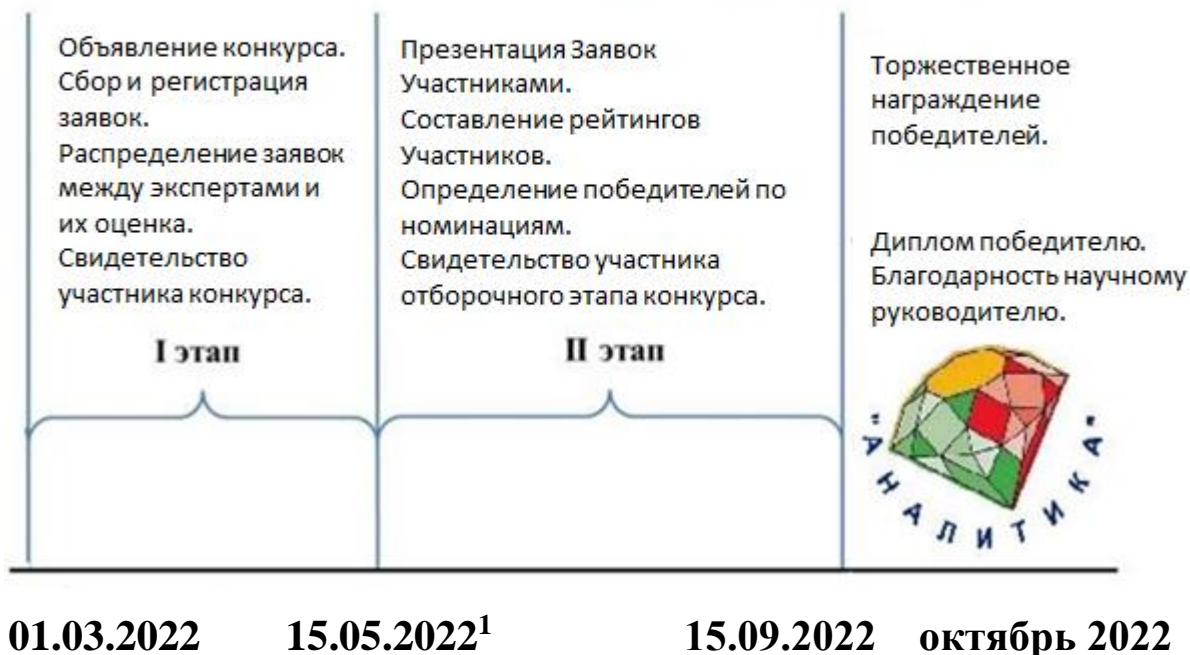 Объявление конкурса.
Сбор и регистрация
заявок.
Распределение заявок
между экспертами и
их оценка.
Свидетельство
участника конкурса.
I этап
Презентация Заявок
Участниками.
Составление рейтингов
Участников.
Определение победителей по
номинациям.
Свидетельство участника
отборочного этапа конкурса.
II этап
Торжественное
награждение
победителей.
Диплом победителю.
Благодарность научному
руководителю.
"АНАЛИТИКА"
01.03.2022 15.05.2022¹ 15.09.2022 октябрь 2022